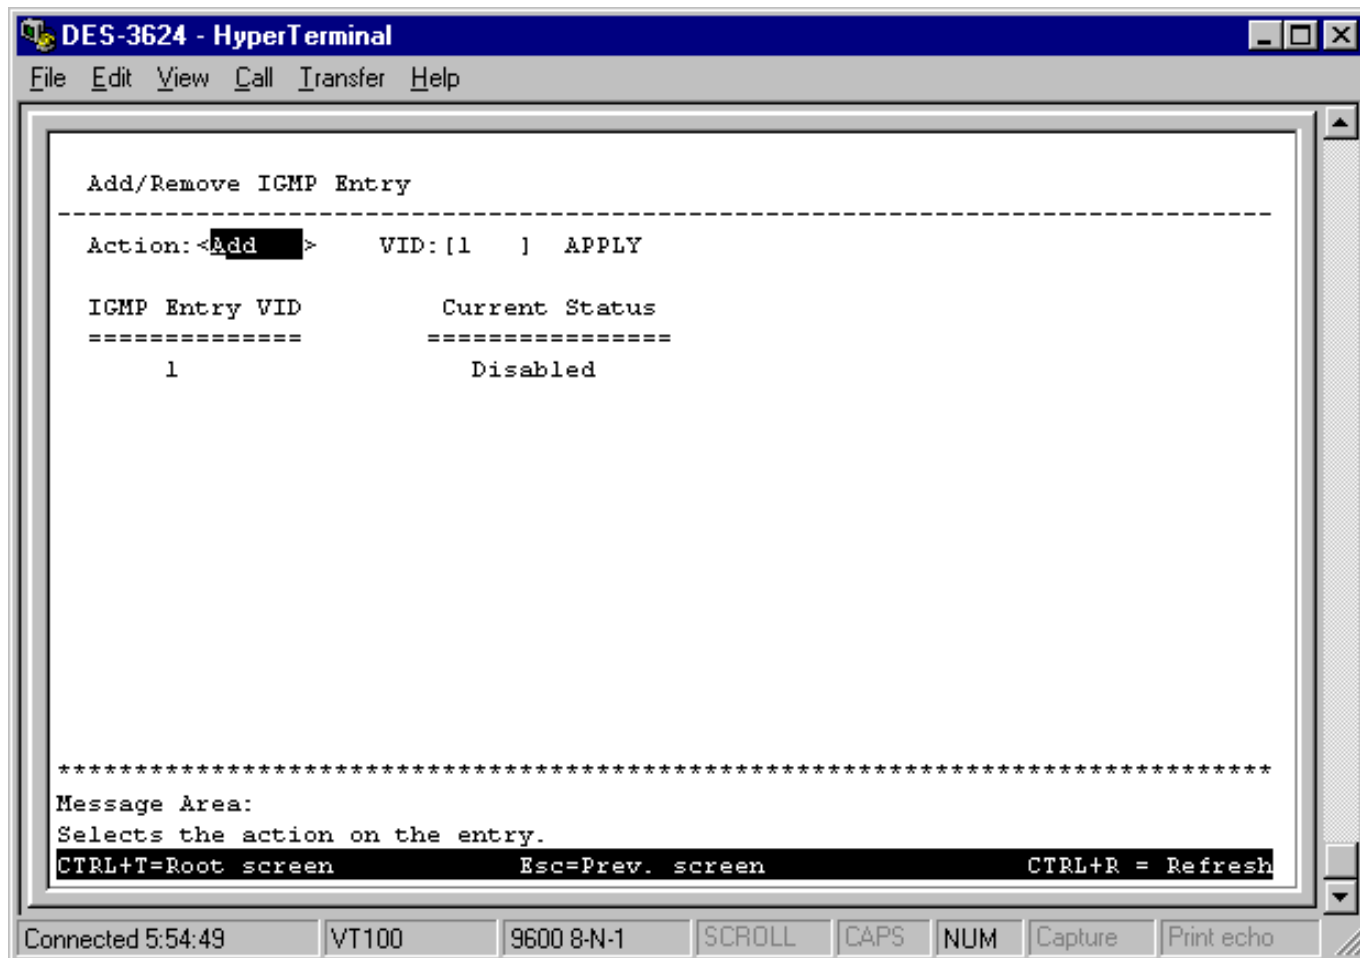 DES-3624 - HyperTerminal
File Edit View Call Transfer Help
Add/Remove IGMP Entry
-------------------------------------------------------------------------------
Action:<Add   >    VID:[1   ]  APPLY
IGMP Entry VID         Current Status
==============        ================
1                   Disabled
*******************************************************************************
Message Area:
Selects the action on the entry.
CTRL+T=Root screen            Esc=Prev. screen                 CTRL+R = Refresh
Connected 5:54:49 VT100 9600 8-N-1 SCROLL CAPS NUM Capture Print echo